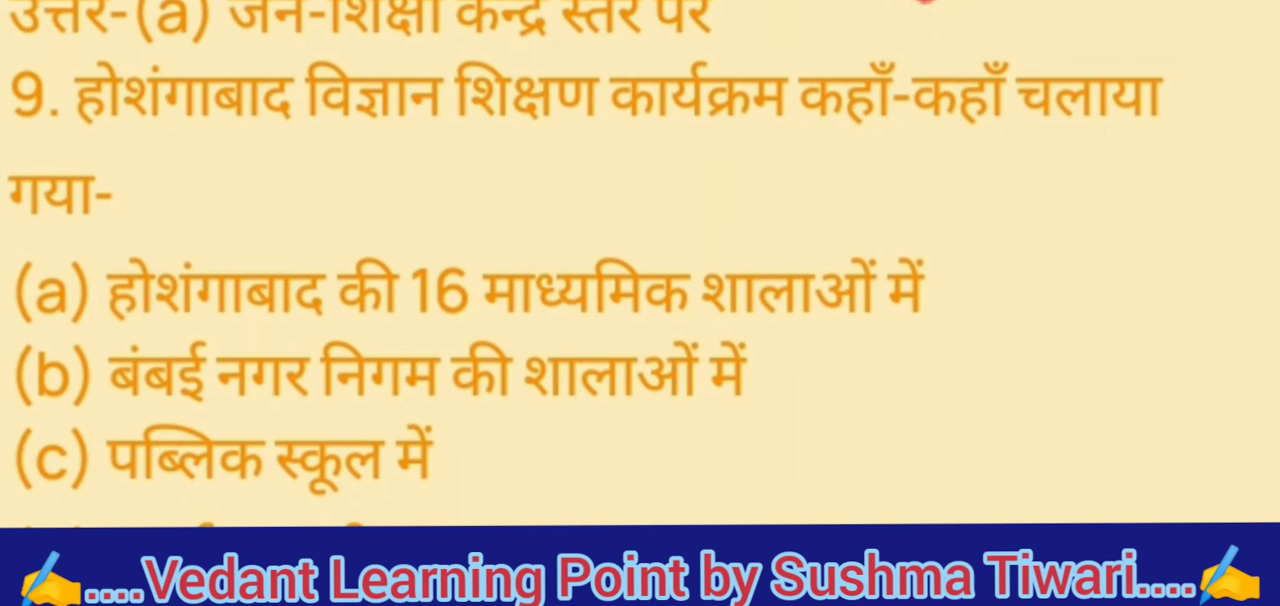 उत्तर-(a) जन-शिक्षा केन्द्र स्तर पर
9. होशंगाबाद विज्ञान शिक्षण कार्यक्रम कहाँ-कहाँ चलाया
गया-
(a) होशंगाबाद की 16 माध्यमिक शालाओं में
(b) बंबई नगर निगम की शालाओं में
(c) पब्लिक स्कूल में
✍️....Vedant Learning Point by Sushma Tiwari....✍️